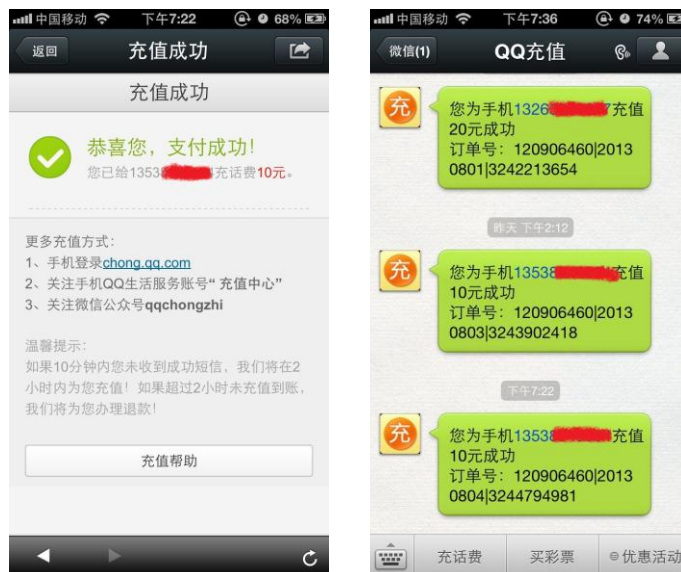 中国移动 下午7:22 68%
返回 充值成功
充值成功
恭喜您，支付成功!
您已给1353 充话费10元。
更多充值方式:
1、手机登录chong.qq.com
2、关注手机QQ生活服务账号“充值中心”
3、关注微信公众号qqchongzhi
温馨提示:
如果10分钟内您未收到成功短信，我们将在2
小时内为您充值！如果超过2小时未充值到账，
我们将为您办理退款！
充值帮助
中国移动 下午7:36 74%
微信(1) QQ充值
充
您为手机1326 7充值
20元成功
订单号：120906460|2013
0801|3242213654
昨天 下午2:12
充
您为手机13538 充值
10元成功
订单号：120906460|2013
0803|3243902418
下午7:22
充
您为手机1353 充值
10元成功
订单号：120906460|2013
0804|3244794981
充话费 买彩票 优惠活动